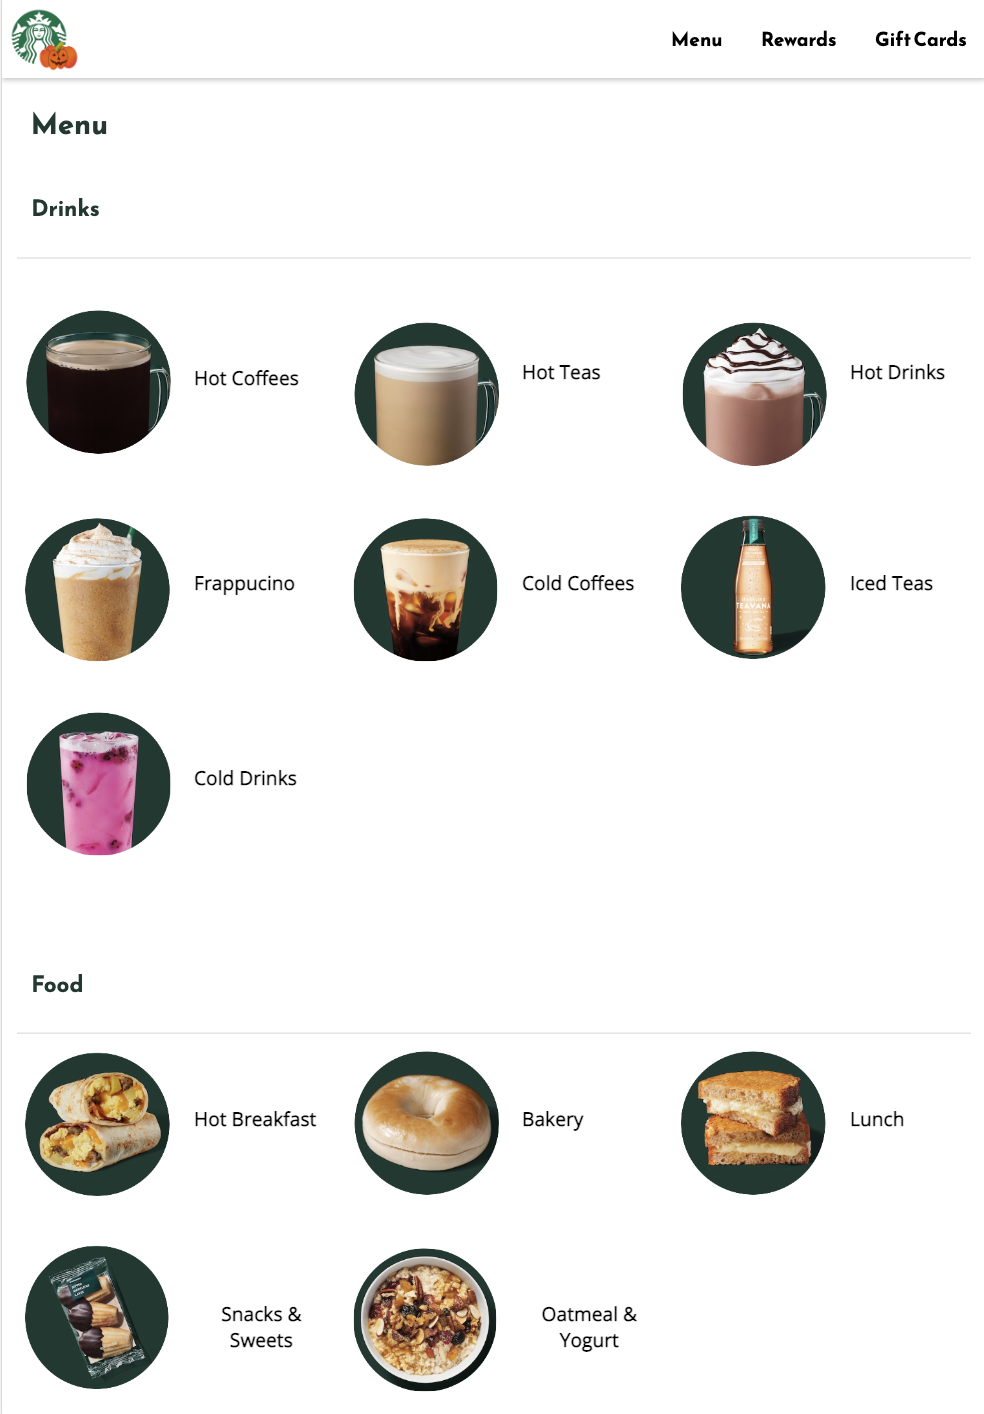 Menu
Rewards
Gift Cards
Menu
Drinks
Hot Coffees
Hot Teas
Hot Drinks
Frappucino
Cold Coffees
TEAVANA
Iced Teas
Cold Drinks
Food
Hot Breakfast
Bakery
Lunch
Snacks &
Sweets
Oatmeal &
Yogurt